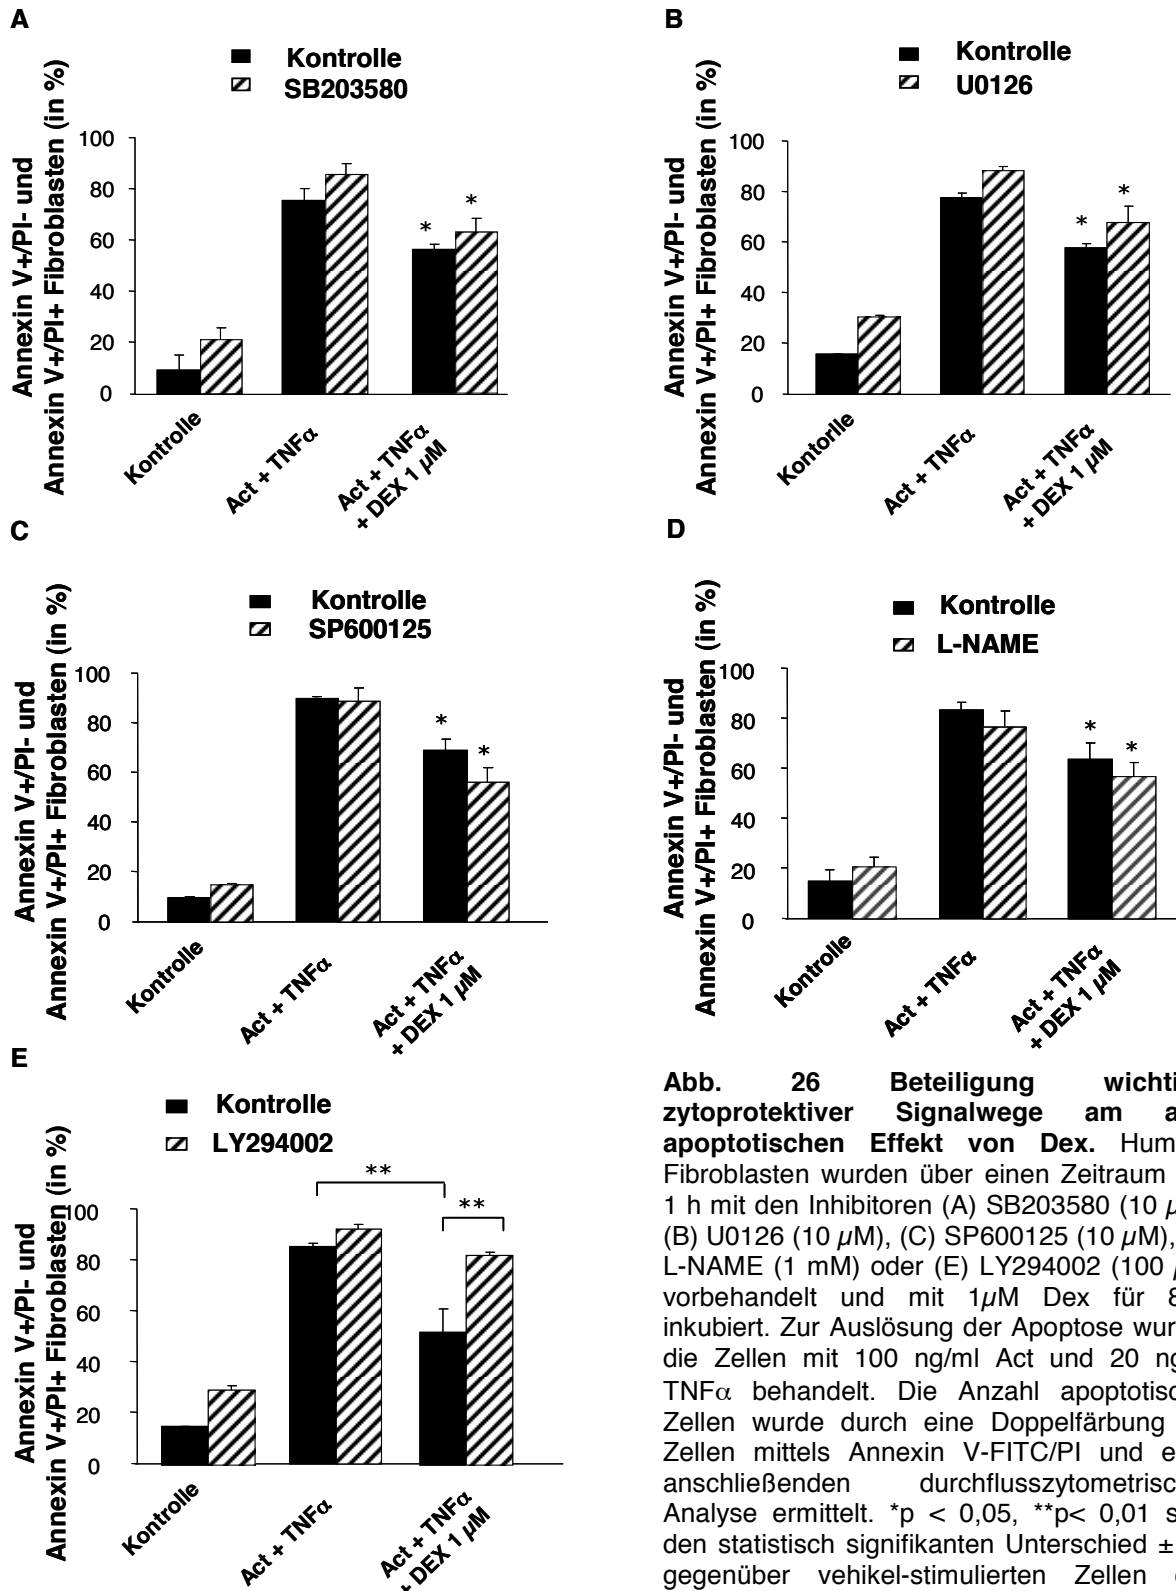 A
Kontrolle
SB203580
Annexin V+/PI- und
Annexin V+/PI+ Fibroblasten (in %)
100
80
60
40
20
0
*
*
Kontrolle
Act + TNFα
Act + TNFα
+ DEX 1 µM
B
Kontrolle
U0126
Annexin V+/PI- und
Annexin V+/PI+ Fibroblasten (in %)
100
80
60
40
20
0
*
*
Kontorlle
Act + TNFα
Act + TNFα
+ DEX 1 µM
C
Kontrolle
SP600125
Annexin V+/PI- und
Annexin V+/PI+ Fibroblasten (in %)
100
80
60
40
20
0
*
*
Kontrolle
Act + TNFα
Act + TNFα
+ DEX 1 µM
D
Kontrolle
L-NAME
Annexin V+/PI- und
Annexin V+/PI+ Fibroblasten (in %)
100
80
60
40
20
0
*
*
Kontrolle
Act + TNFα
Act + TNFα
+ DEX 1 µM
E
Kontrolle
LY294002
Annexin V+/PI- und
Annexin V+/PI+ Fibroblasten (in %)
100
80
60
40
20
0
**
**
Kontrolle
Act + TNFα
Act + TNFα
+ DEX 1 µM
Abb. 26 Beteiligung wichti
zytoprotektiver Signalwege am a
apoptotischen Effekt von Dex. Hum
Fibroblasten wurden über einen Zeitraum
1 h mit den Inhibitoren (A) SB203580 (10 µ
(B) U0126 (10 µM), (C) SP600125 (10 µM),
L-NAME (1 mM) oder (E) LY294002 (100
vorbehandelt und mit 1µM Dex für 8
inkubiert. Zur Auslösung der Apoptose wur
die Zellen mit 100 ng/ml Act und 20 ng
TNFα behandelt. Die Anzahl apoptotisc
Zellen wurde durch eine Doppelfärbung
Zellen mittels Annexin V-FITC/PI und e
anschließenden durchflusszytometrisc
Analyse ermittelt. *p < 0,05, **p< 0,01 s
den statistisch signifikanten Unterschied ±
gegenüber vehikel-stimulierten Zellen